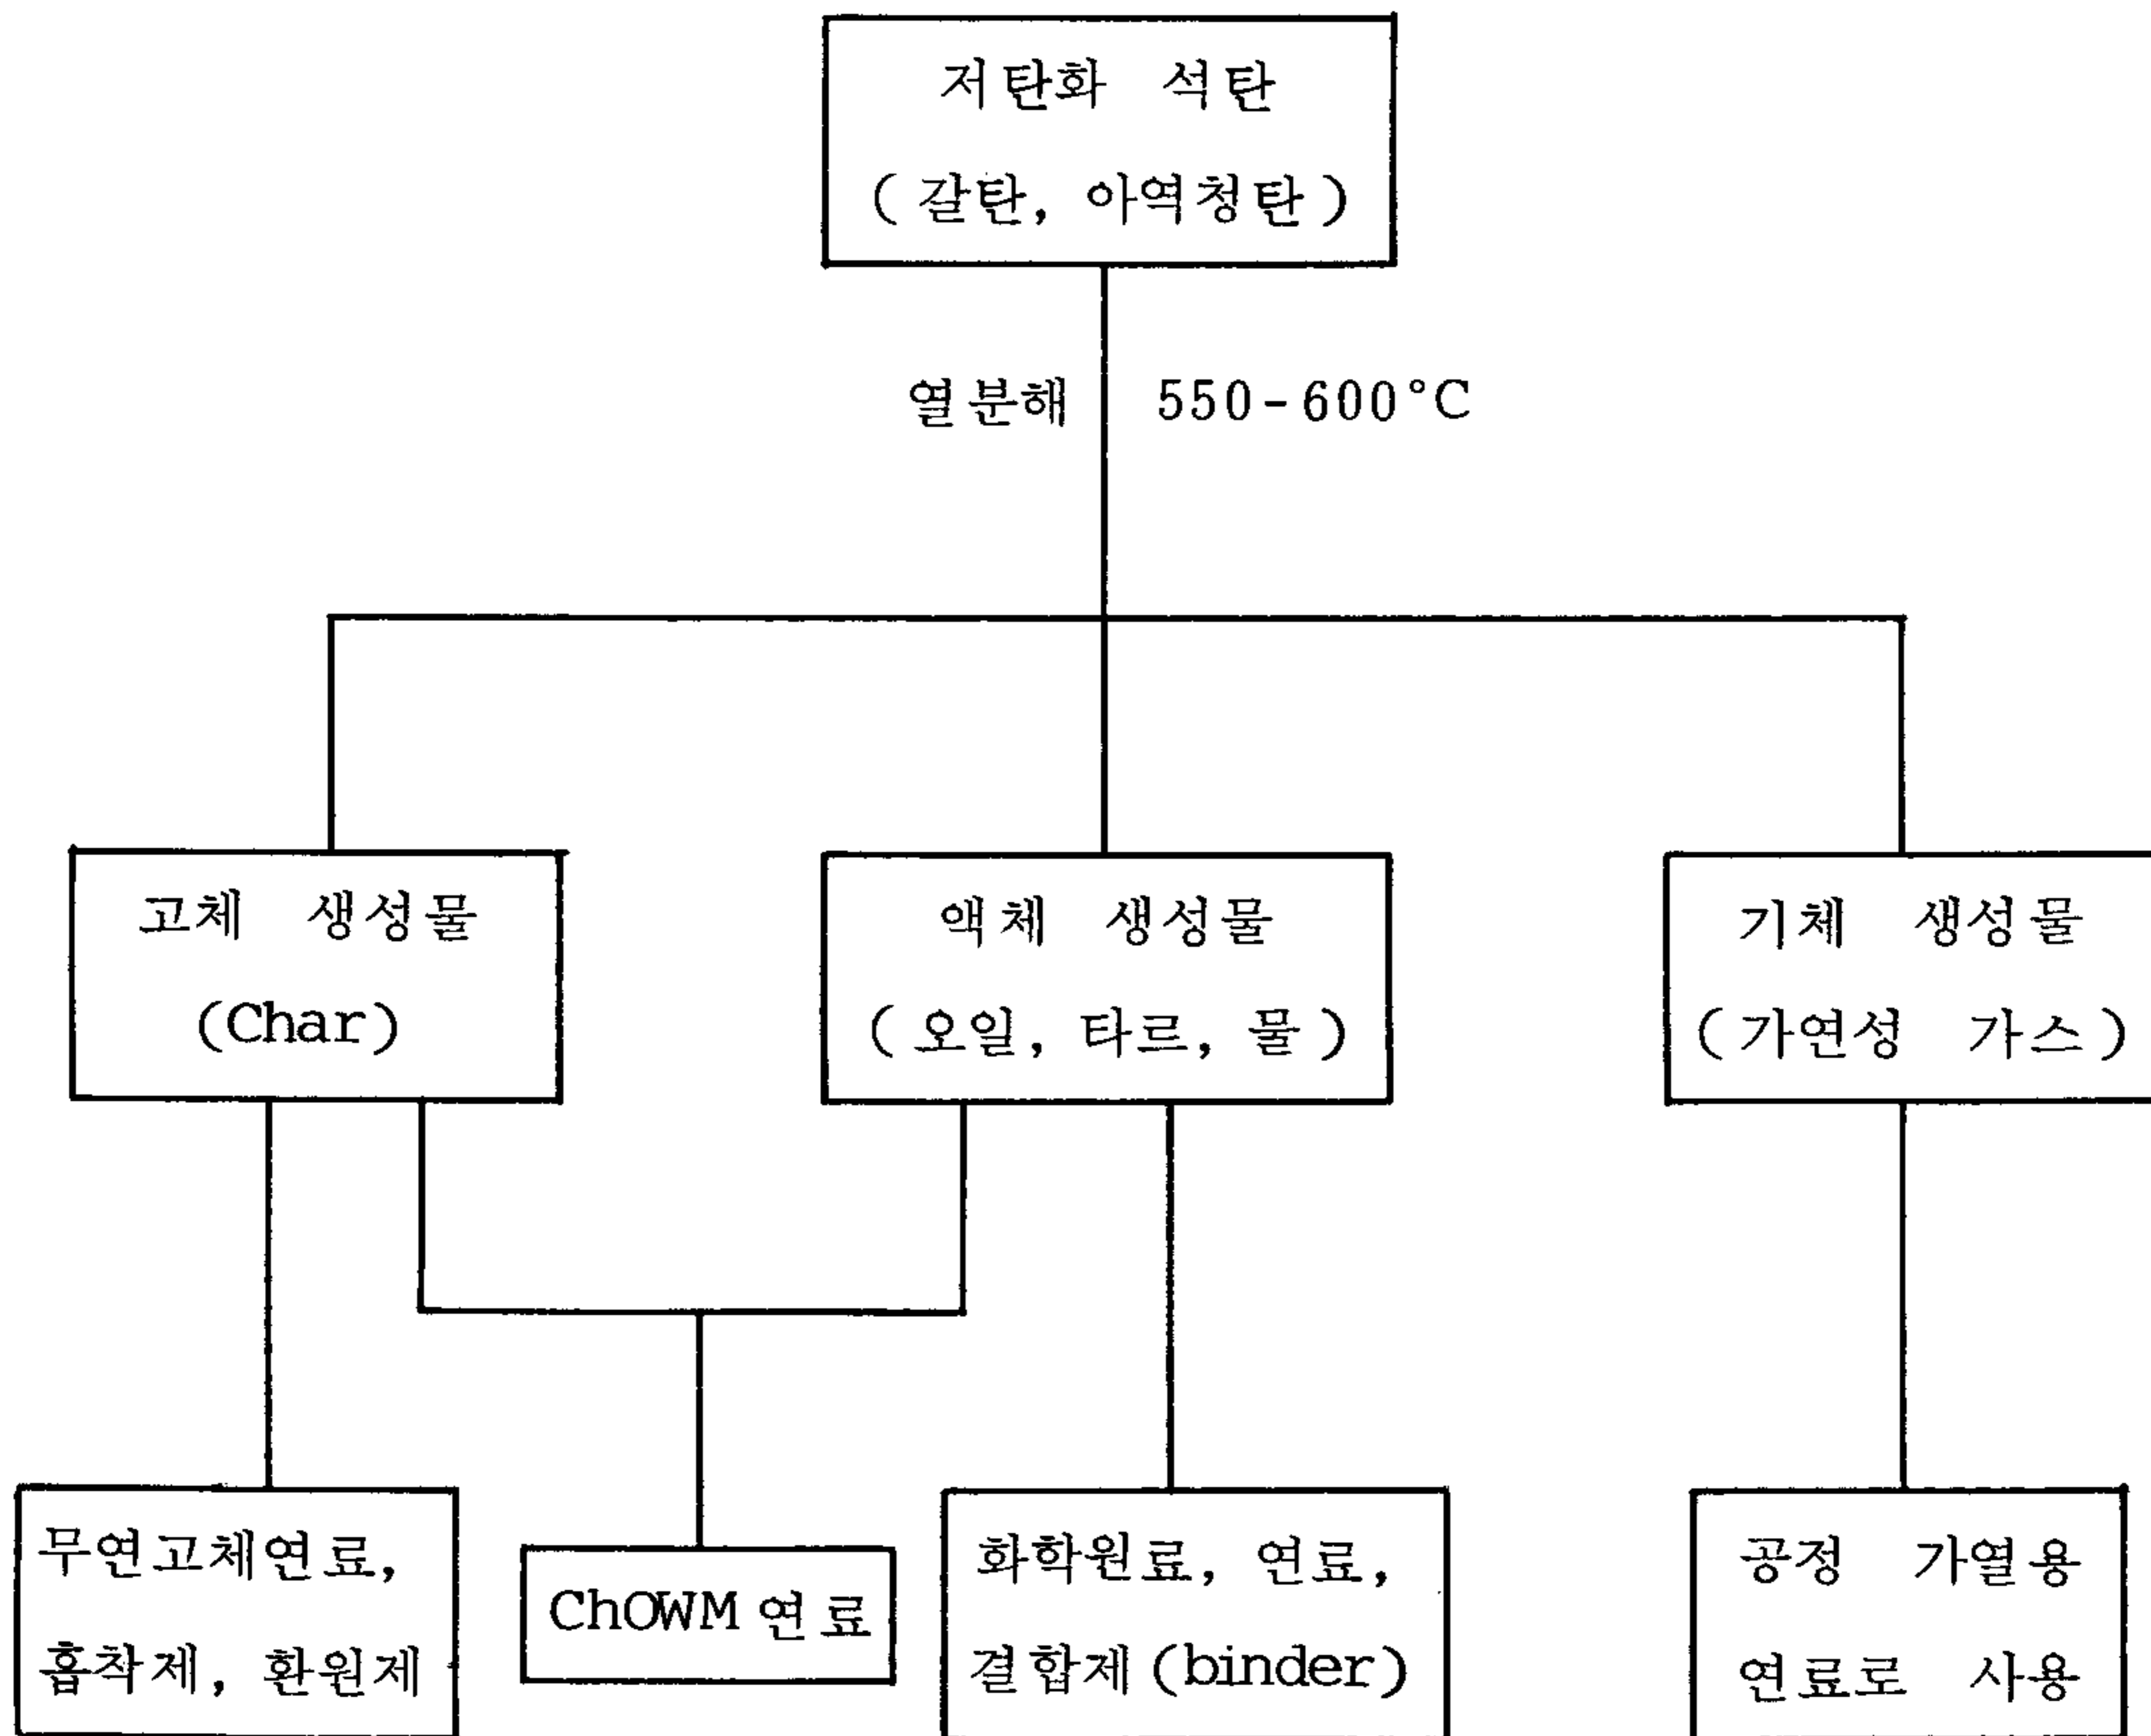 저탄화 석탄
(갈탄, 아역청탄)
열분해 550-600°C
고체 생성물
(Char)
액체 생성물
(오일, 타르, 물)
기체 생성물
(가연성 가스)
무연고체연료,
흡착제, 환원제
ChOWM 연료
화학원료, 연료,
결합제(binder)
공정 가열용
연료로 사용